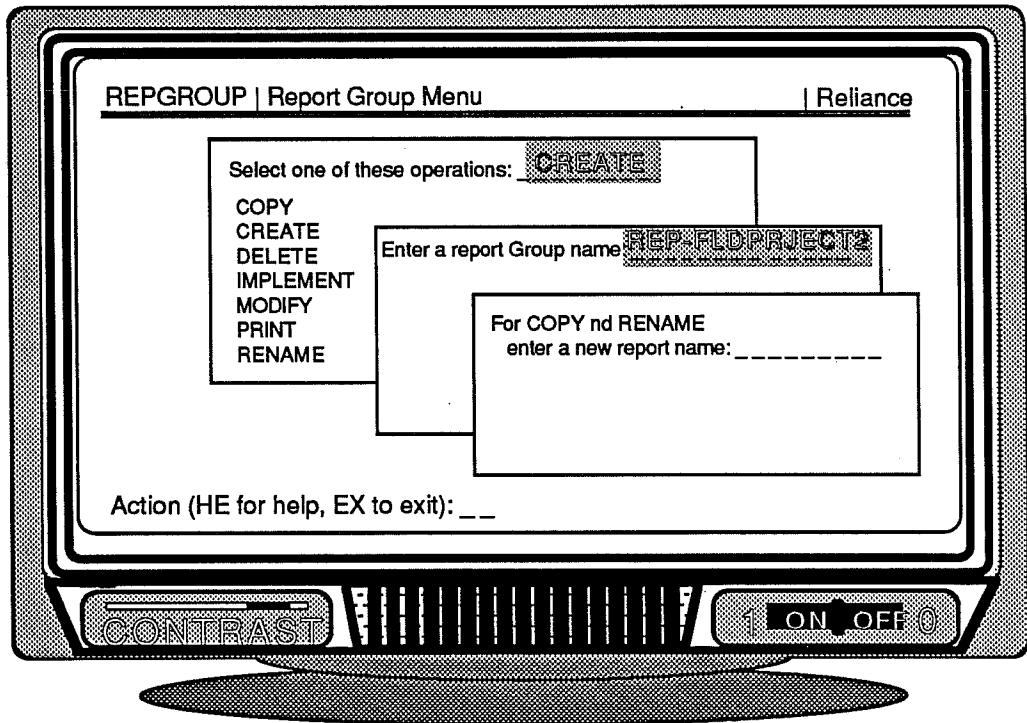 REPGROUP | Report Group Menu | Reliance
Select one of these operations: _ CREATE
COPY
CREATE
DELETE
IMPLEMENT
MODIFY
PRINT
RENAME
Enter a report Group name REP-FLDPRJECT2
For COPY nd RENAME
enter a new report name: _ _ _ _ _ _ _ _ _ _
Action (HE for help, EX to exit): _ _
CONTRAST
1 ON OFF 0